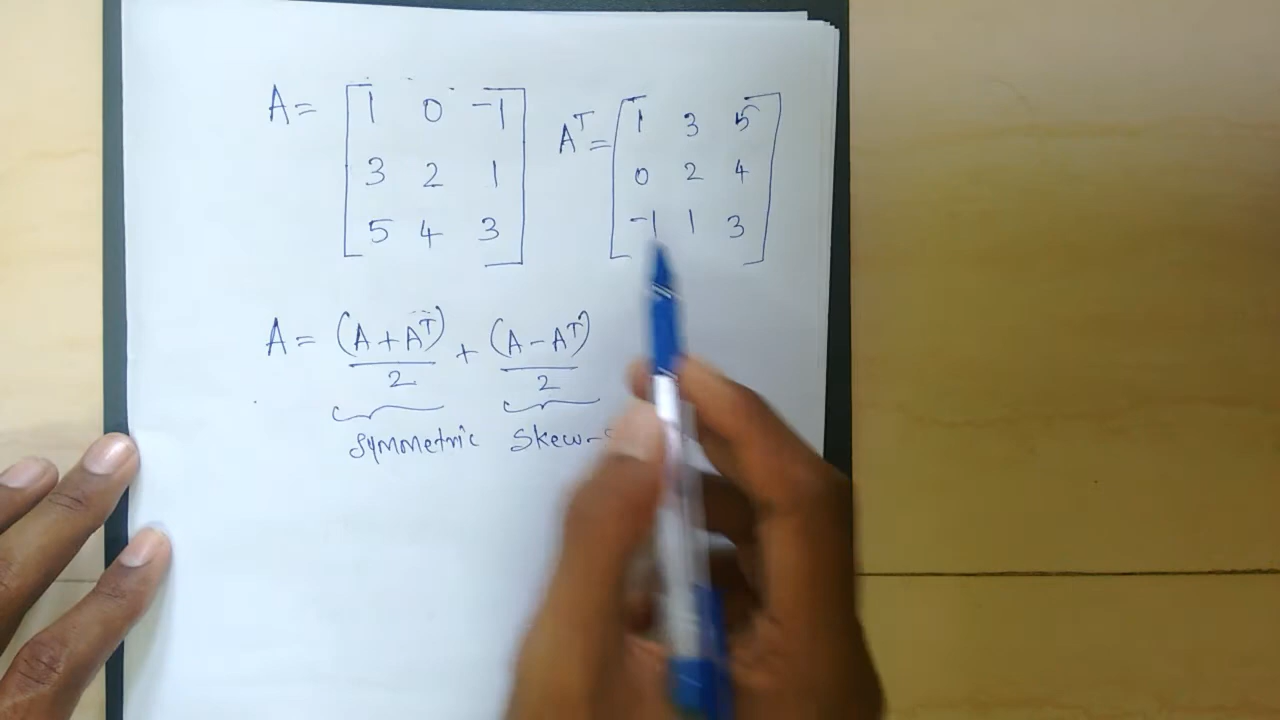 A = [1 0 -1
3 2 1
5 4 3]
A^T = [1 3 5
0 2 4
-1 1 3]
A = (A + A^T)/2 + (A - A^T)/2
Symmetric Skew-